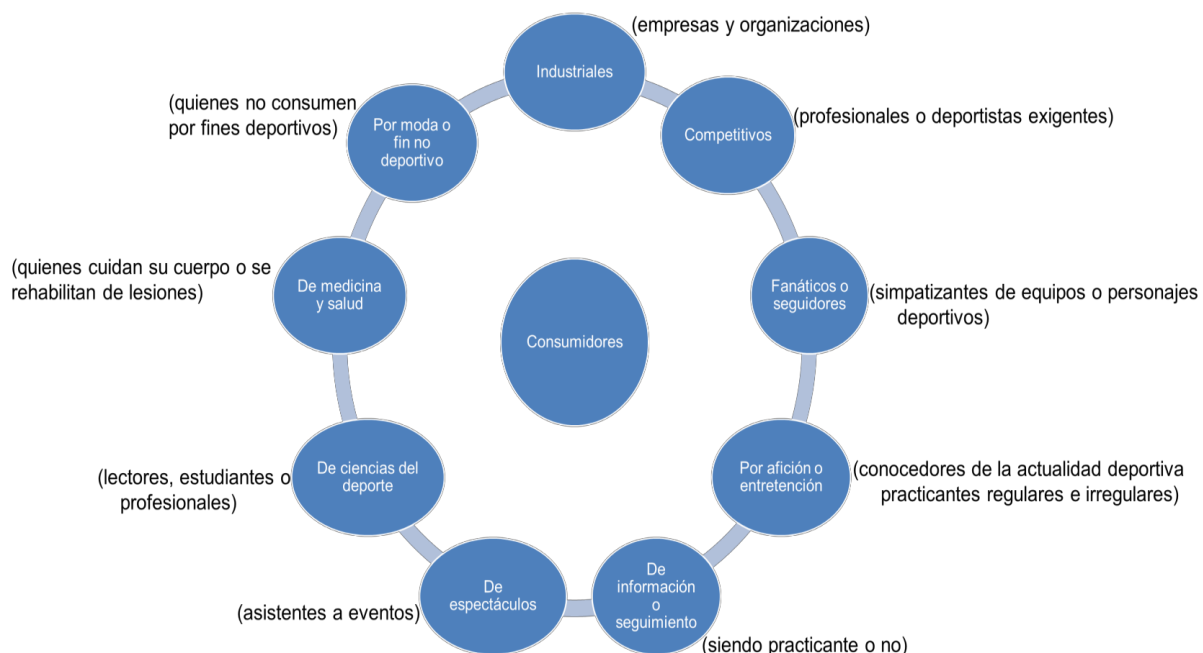 (empresas y organizaciones)
Industriales
(quienes no consumen
por fines deportivos)
Por moda o
fin no
deportivo
Competitivos
(profesionales o deportistas exigentes)
(quienes cuidan su cuerpo o se
rehabilitan de lesiones)
De medicina
y salud
Fanáticos o
seguidores
(simpatizantes de equipos o personajes
deportivos)
Consumidores
(lectores, estudiantes o
profesionales)
De ciencias del
deporte
Por afición o
entretención
(conocedores de la actualidad deportiva
practicantes regulares e irregulares)
(asistentes a eventos)
De
espectáculos
De
información
o
seguimiento
(siendo practicante o no)